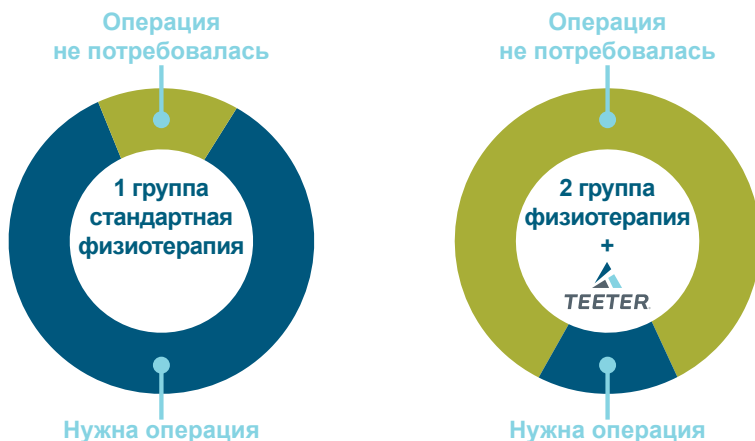 Операция
не потребовалась
1 группа
стандартная
физиотерапия
Нужна операция
Операция
не потребовалась
2 группа
физиотерапия
+
TEETER
Нужна операция